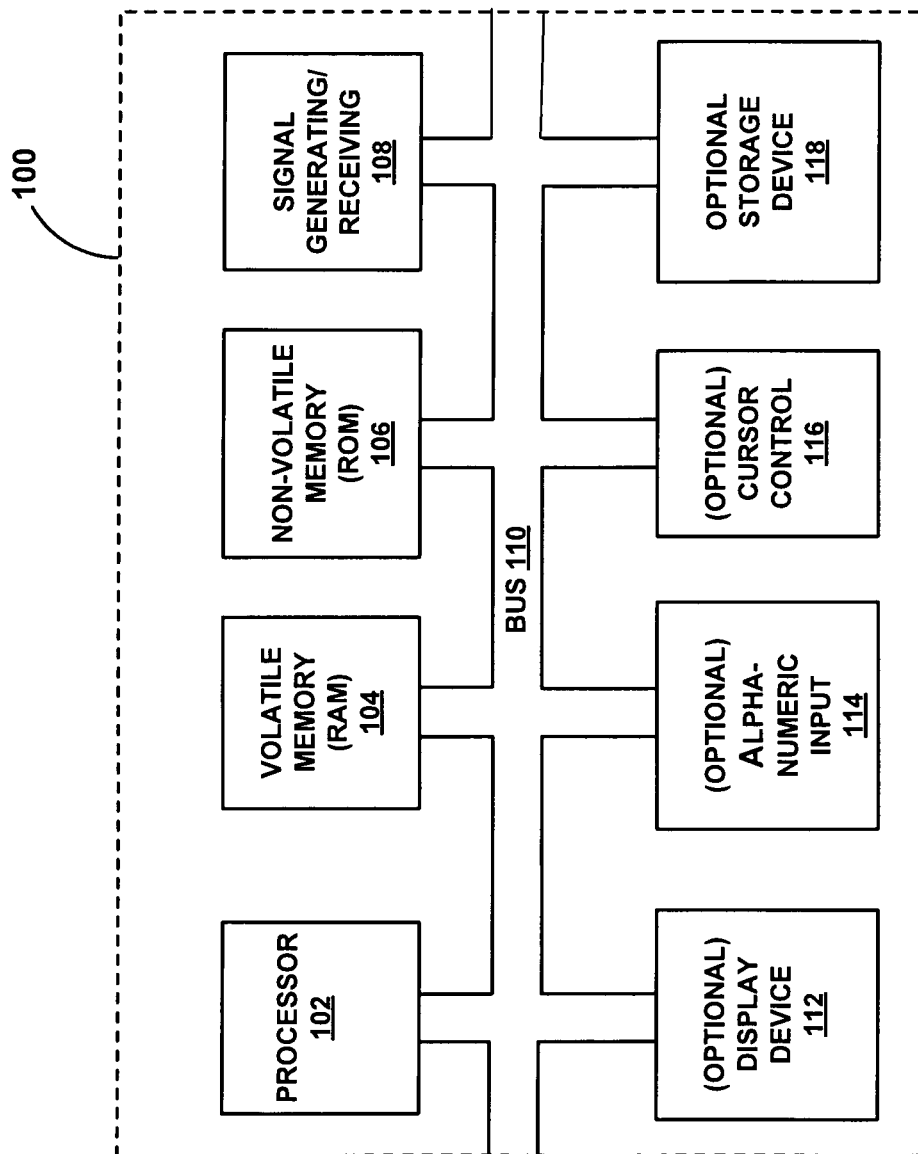 100
PROCESSOR
102
VOLATILE
MEMORY
(RAM)
104
NON-VOLATILE
MEMORY
(ROM)
106
SIGNAL
GENERATING/
RECEIVING
108
BUS 110
(OPTIONAL)
DISPLAY
DEVICE
112
(OPTIONAL)
ALPHA-
NUMERIC
INPUT
114
(OPTIONAL)
CURSOR
CONTROL
116
OPTIONAL
STORAGE
DEVICE
118